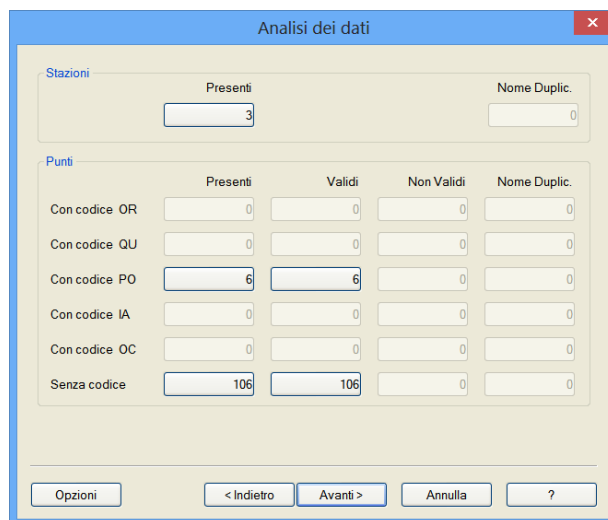 Analisi dei dati
Stazioni
Presenti Nome Duplic.
3 0
Punti
Presenti Validi Non Validi Nome Duplic.
Con codice OR 0 0 0 0
Con codice QU 0 0 0 0
Con codice PO 6 6 0 0
Con codice IA 0 0 0 0
Con codice OC 0 0 0 0
Senza codice 106 106 0 0
Opzioni < Indietro Avanti > Annulla ?